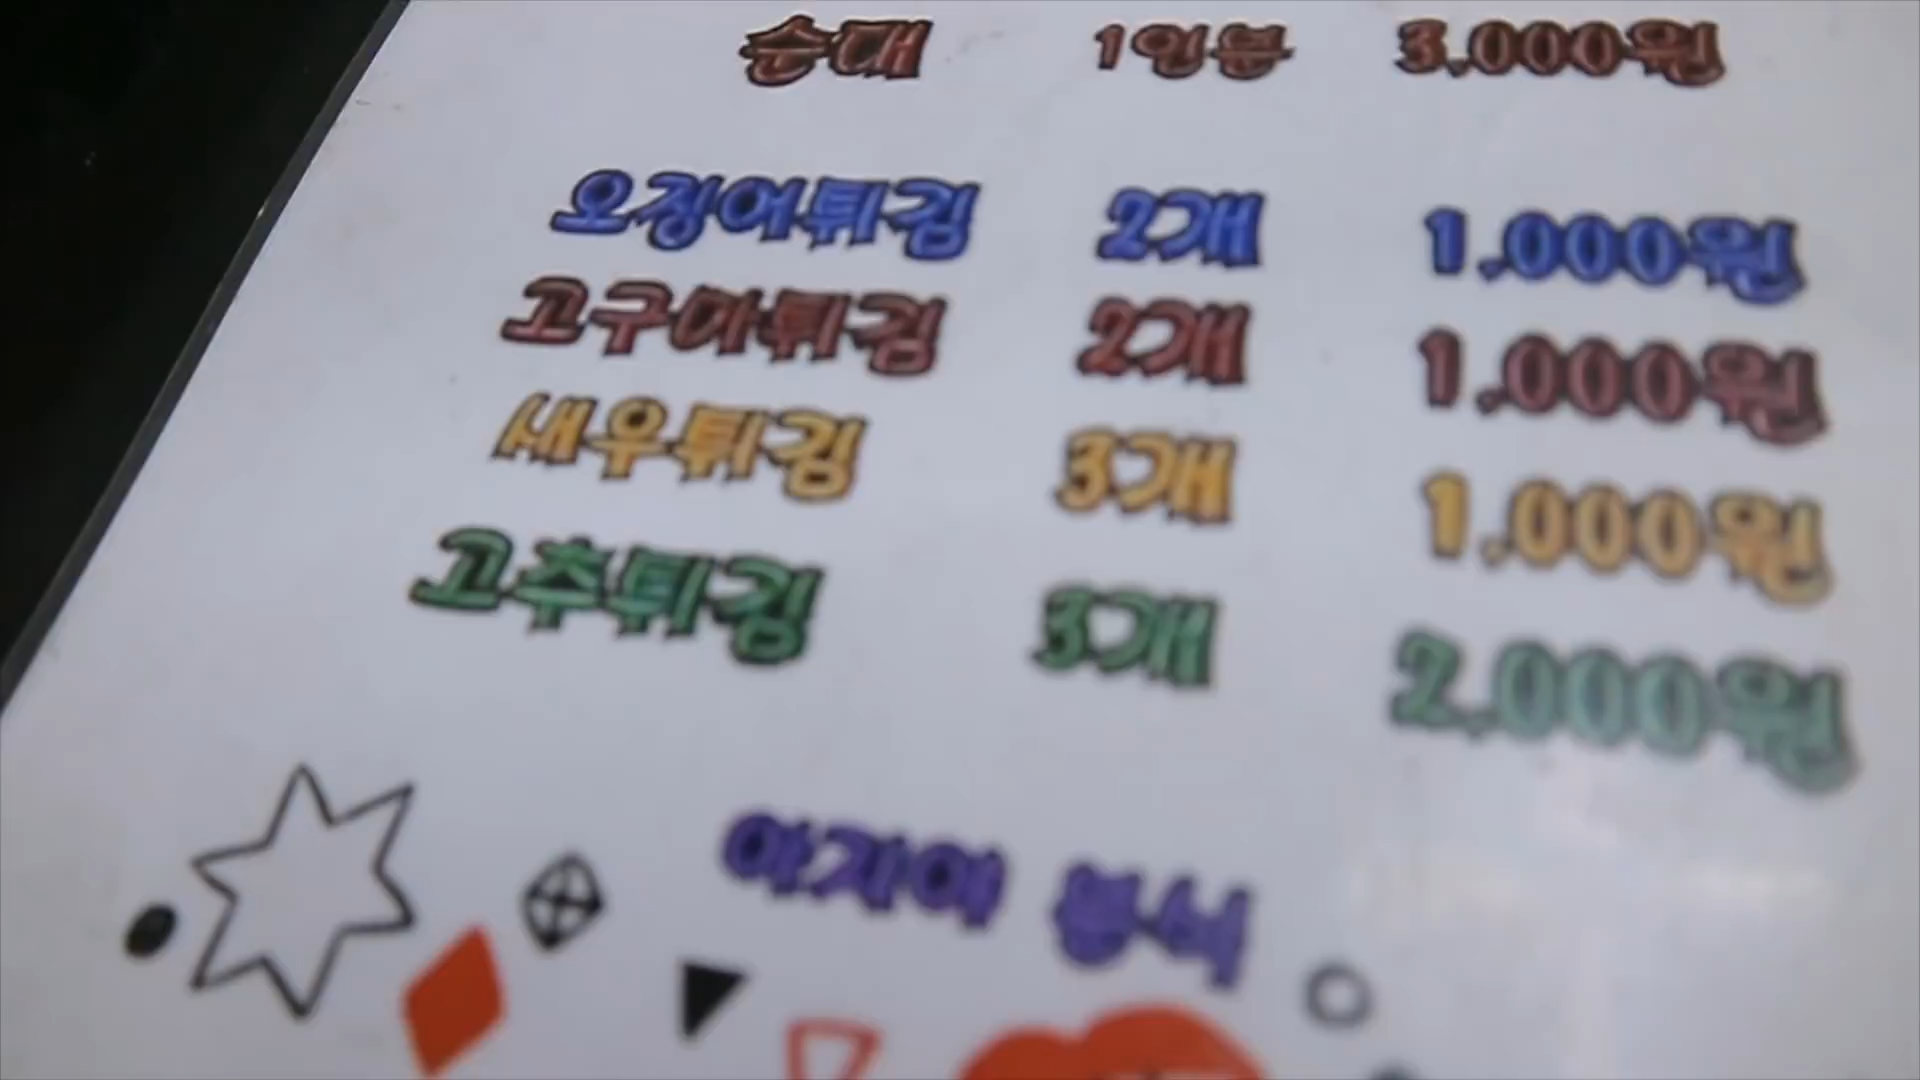 순대 1인분 3,000원
오징어튀김 2개 1,000원
고구마튀김 2개 1,000원
새우튀김 3개 1,000원
고추튀김 3개 2,000원